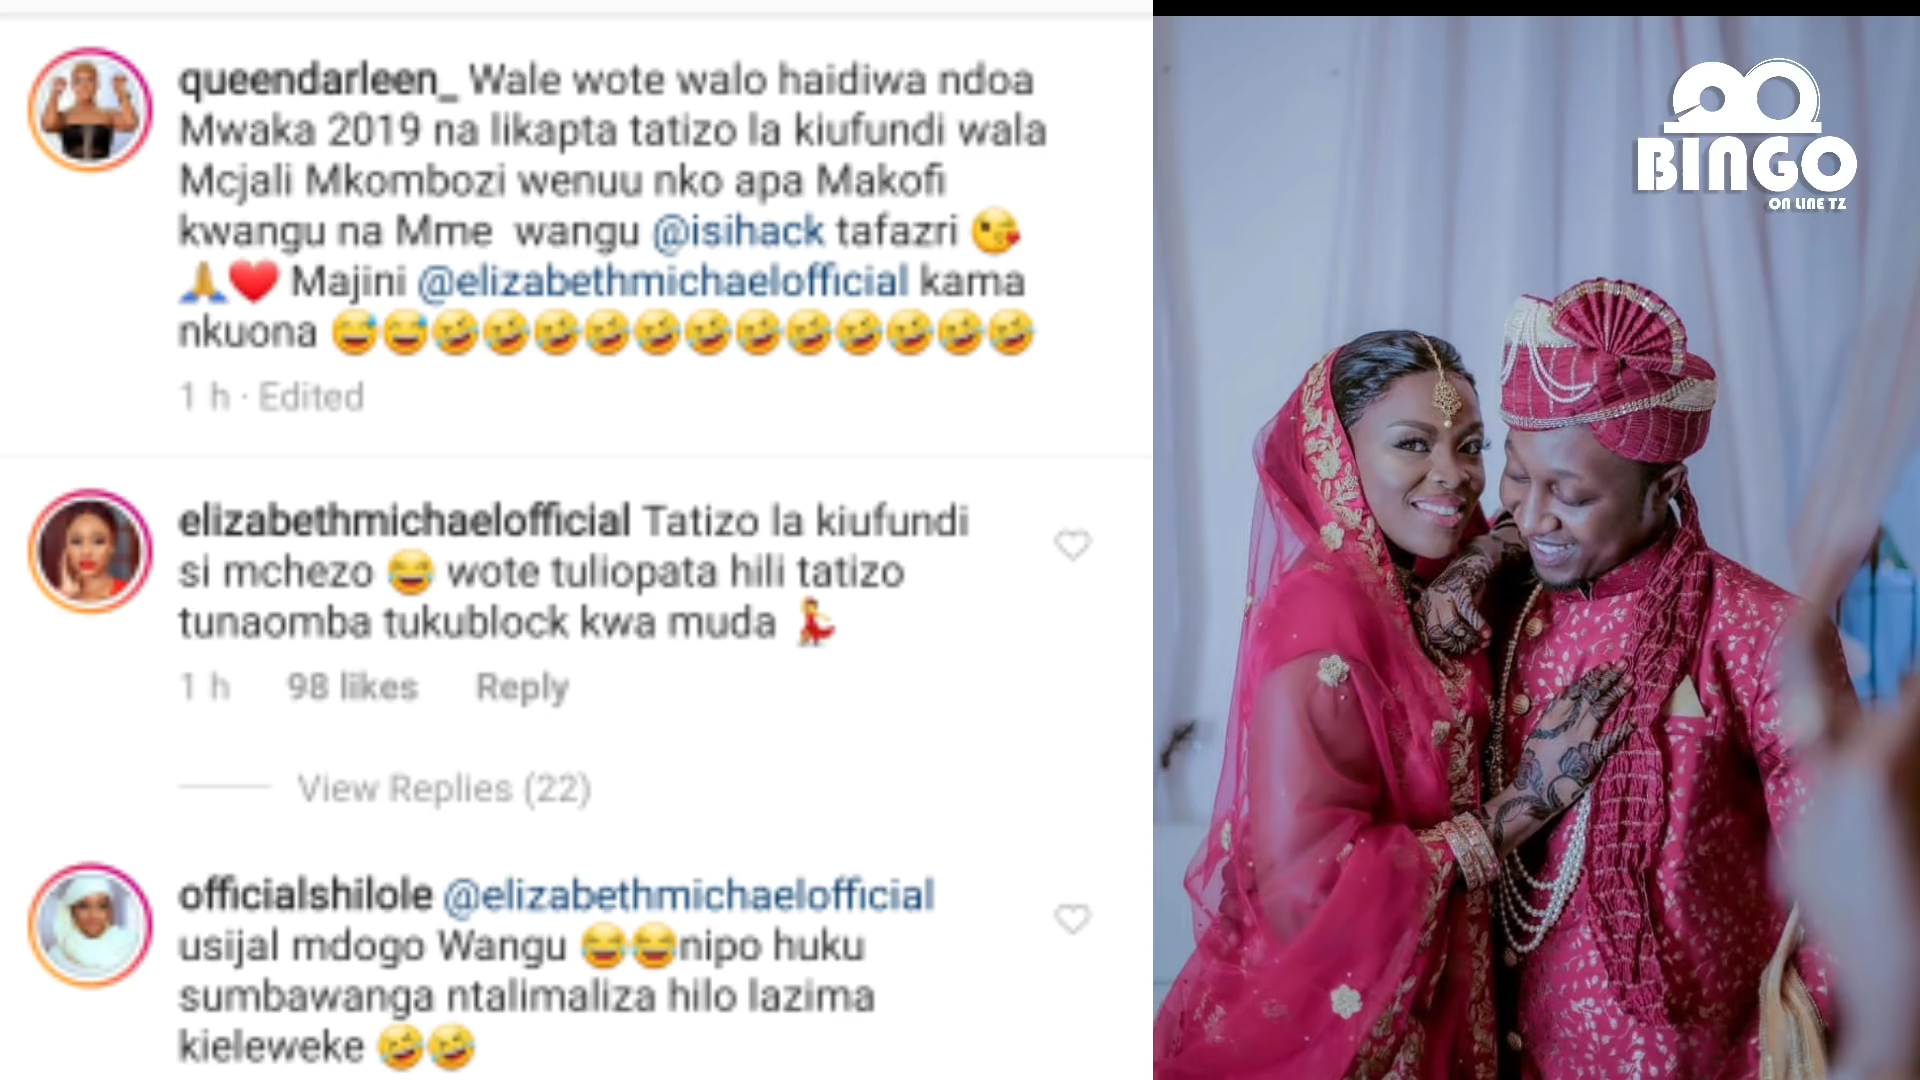 queendarleen_ Wale wote walo haidiwa ndoa
Mwaka 2019 na likapta tatizo la kiufundi wala
Mcjali Mkombozi wenuu nko apa Makofi
kwangu na Mme wangu @isihack tafazri 😘
🙏❤️ Majini @elizabethmichaelofficial kama
nkuona 😅😅🤣🤣🤣🤣🤣🤣🤣🤣🤣🤣🤣🤣
1 h · Edited
elizabethmichaelofficial Tatizo la kiufundi
si mchezo 😂 wote tuliopata hili tatizo
tunaomba tukublock kwa muda 💃
1 h 98 likes Reply
View Replies (22)
officialshilole @elizabethmichaelofficial
usijal mdogo Wangu 😂😂nipo huku
sumbawanga ntalimaliza hilo lazima
kieleweke 🤣🤣
BINGO
ON LINE TZ